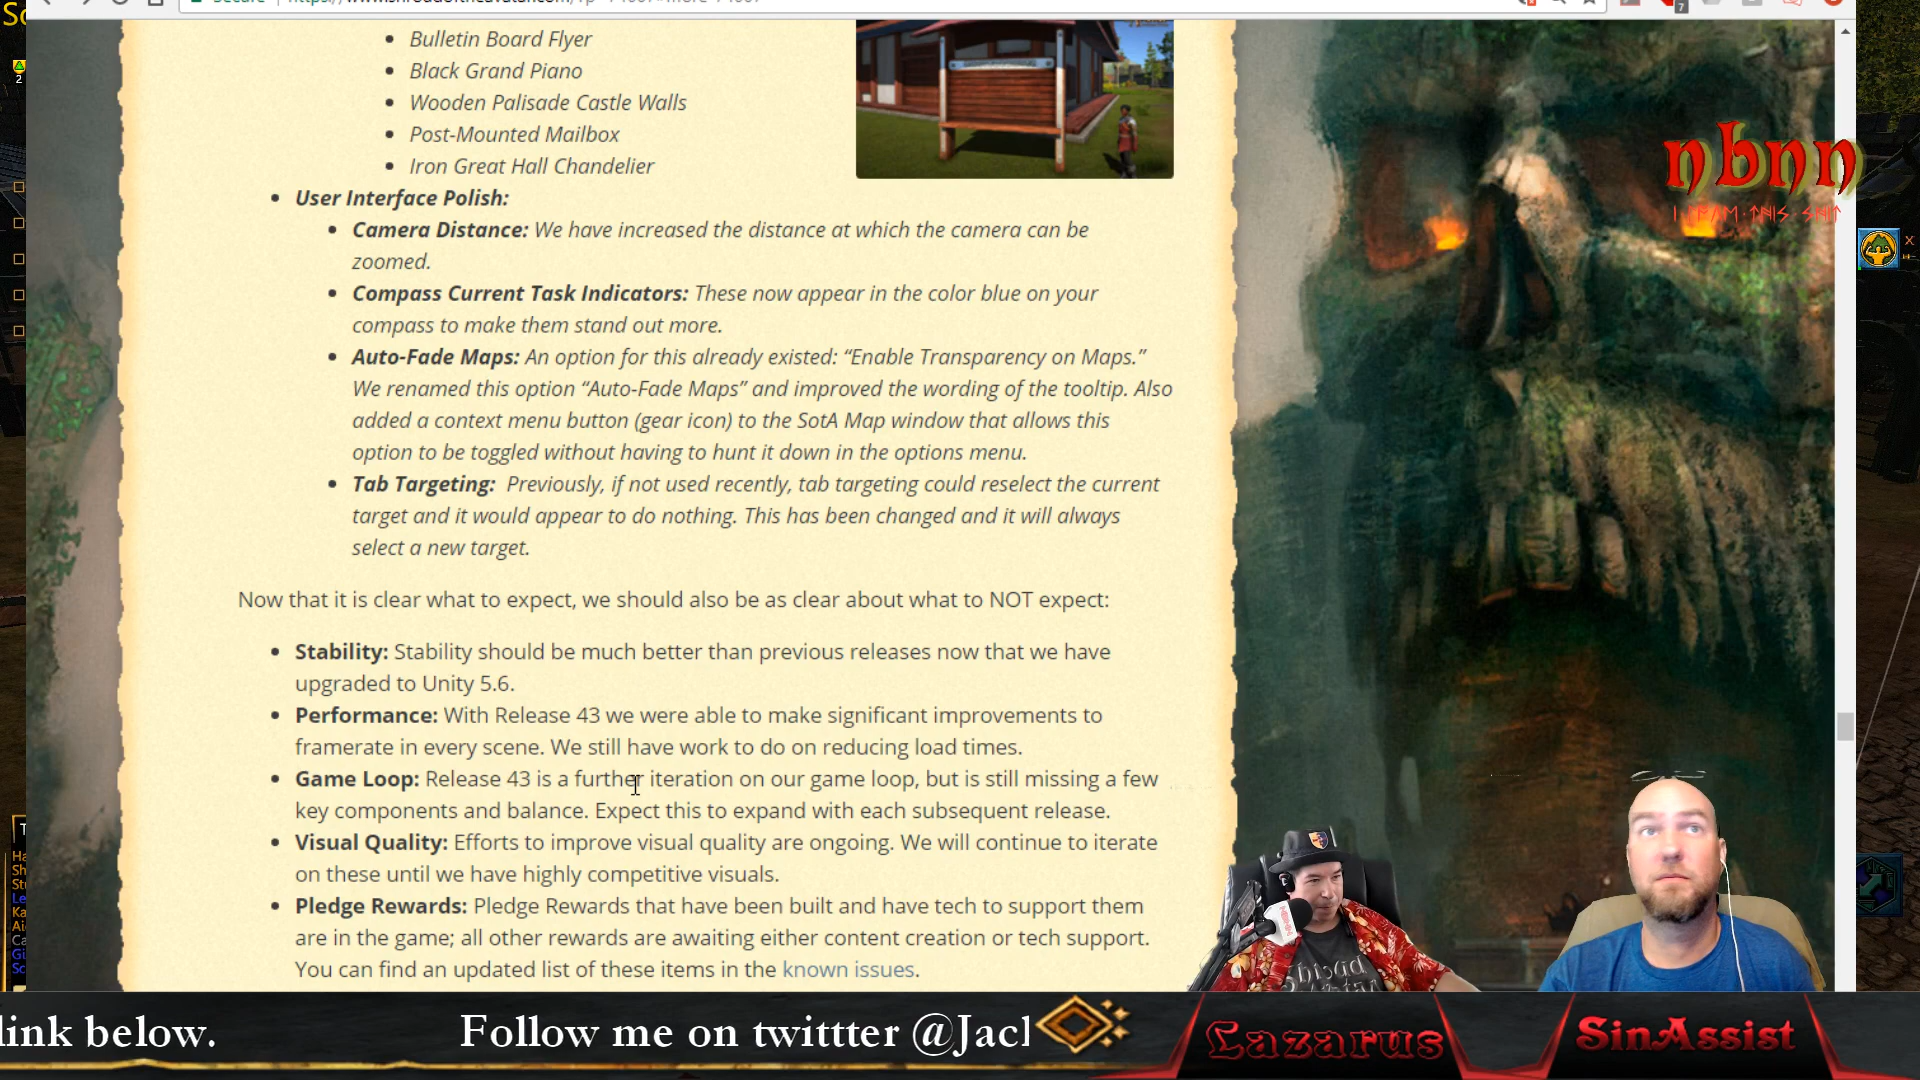 Bulletin Board Flyer
Black Grand Piano
Wooden Palisade Castle Walls
Post-Mounted Mailbox
Iron Great Hall Chandelier
User Interface Polish:
Camera Distance: We have increased the distance at which the camera can be
zoomed.
Compass Current Task Indicators: These now appear in the color blue on your
compass to make them stand out more.
Auto-Fade Maps: An option for this already existed: “Enable Transparency on Maps.”
We renamed this option “Auto-Fade Maps” and improved the wording of the tooltip. Also
added a context menu button (gear icon) to the SotA Map window that allows this
option to be toggled without having to hunt it down in the options menu.
Tab Targeting: Previously, if not used recently, tab targeting could reselect the current
target and it would appear to do nothing. This has been changed and it will always
select a new target.
Now that it is clear what to expect, we should also be as clear about what to NOT expect:
Stability: Stability should be much better than previous releases now that we have
upgraded to Unity 5.6.
Performance: With Release 43 we were able to make significant improvements to
framerate in every scene. We still have work to do on reducing load times.
Game Loop: Release 43 is a further iteration on our game loop, but is still missing a few
key components and balance. Expect this to expand with each subsequent release.
Visual Quality: Efforts to improve visual quality are ongoing. We will continue to iterate
on these until we have highly competitive visuals.
Pledge Rewards: Pledge Rewards that have been built and have tech to support them
are in the game; all other rewards are awaiting either content creation or tech support.
You can find an updated list of these items in the known issues.
nbnn
link below. Follow me on twittter @Jacl
Lazarus
SinAssist